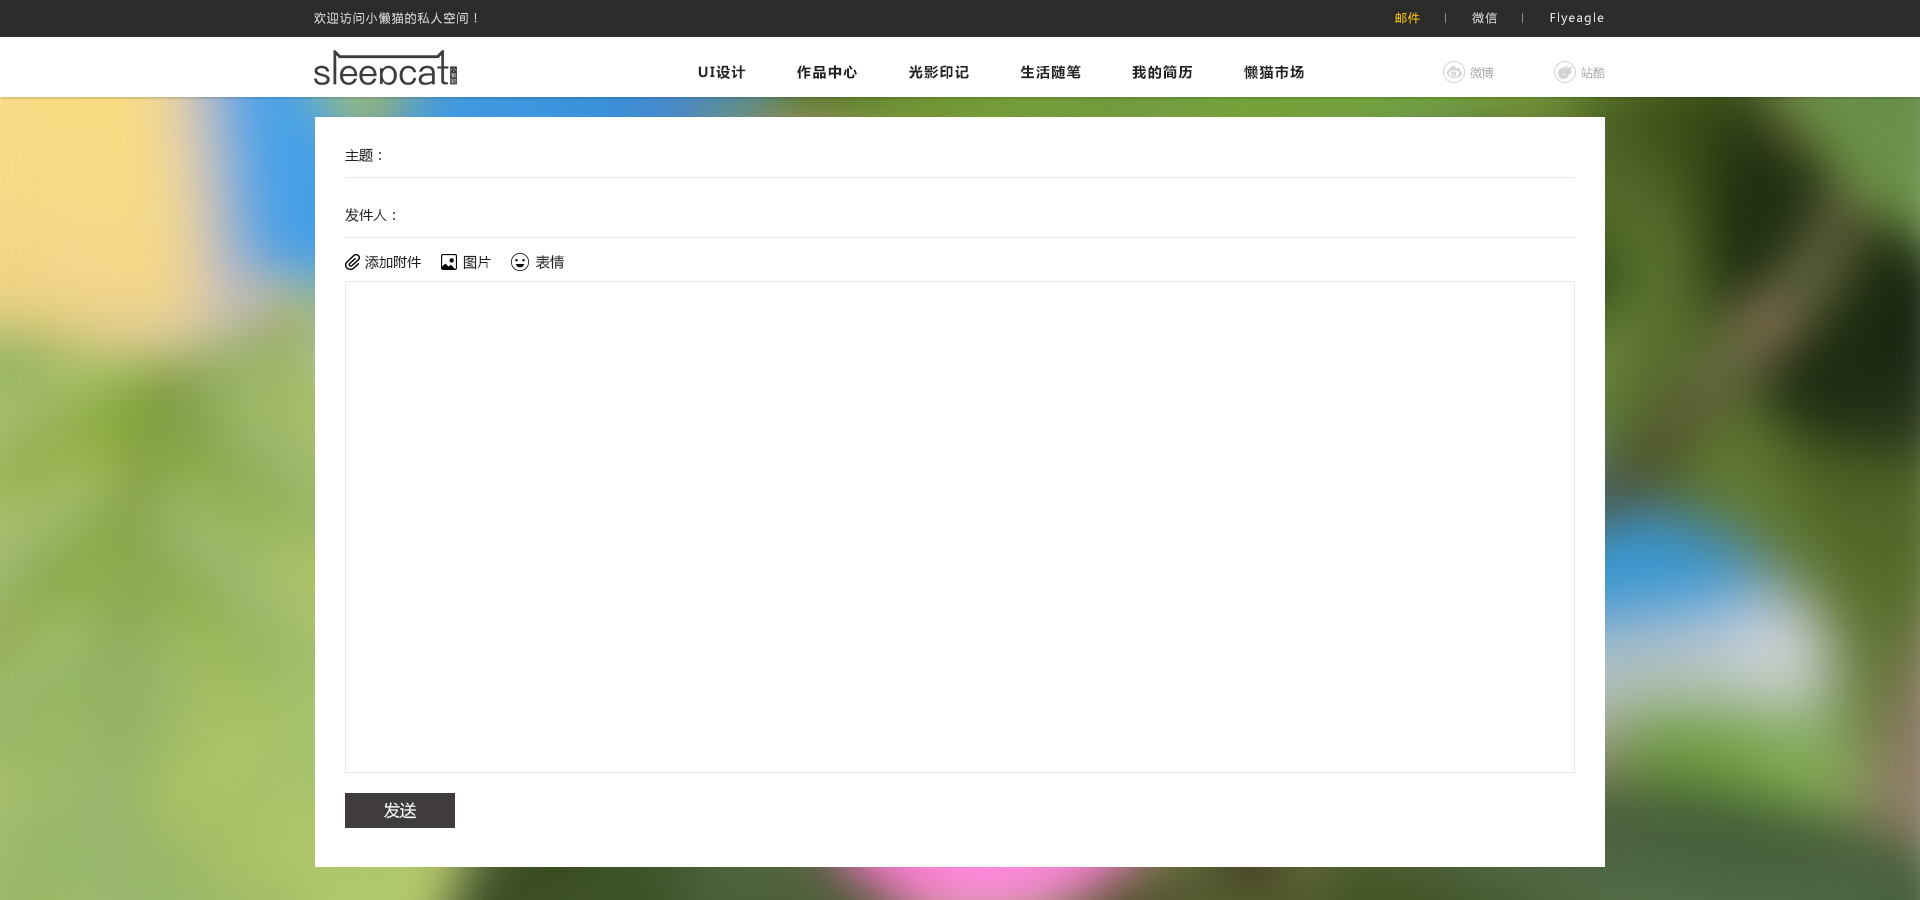 欢迎访问小懒猫的私人空间！
邮件 | 微信 | Flyeagle
sleepcat
UI设计 作品中心 光影印记 生活随笔 我的简历 懒猫市场 微博 站酷
主题：
发件人：
添加附件 图片 表情
发送